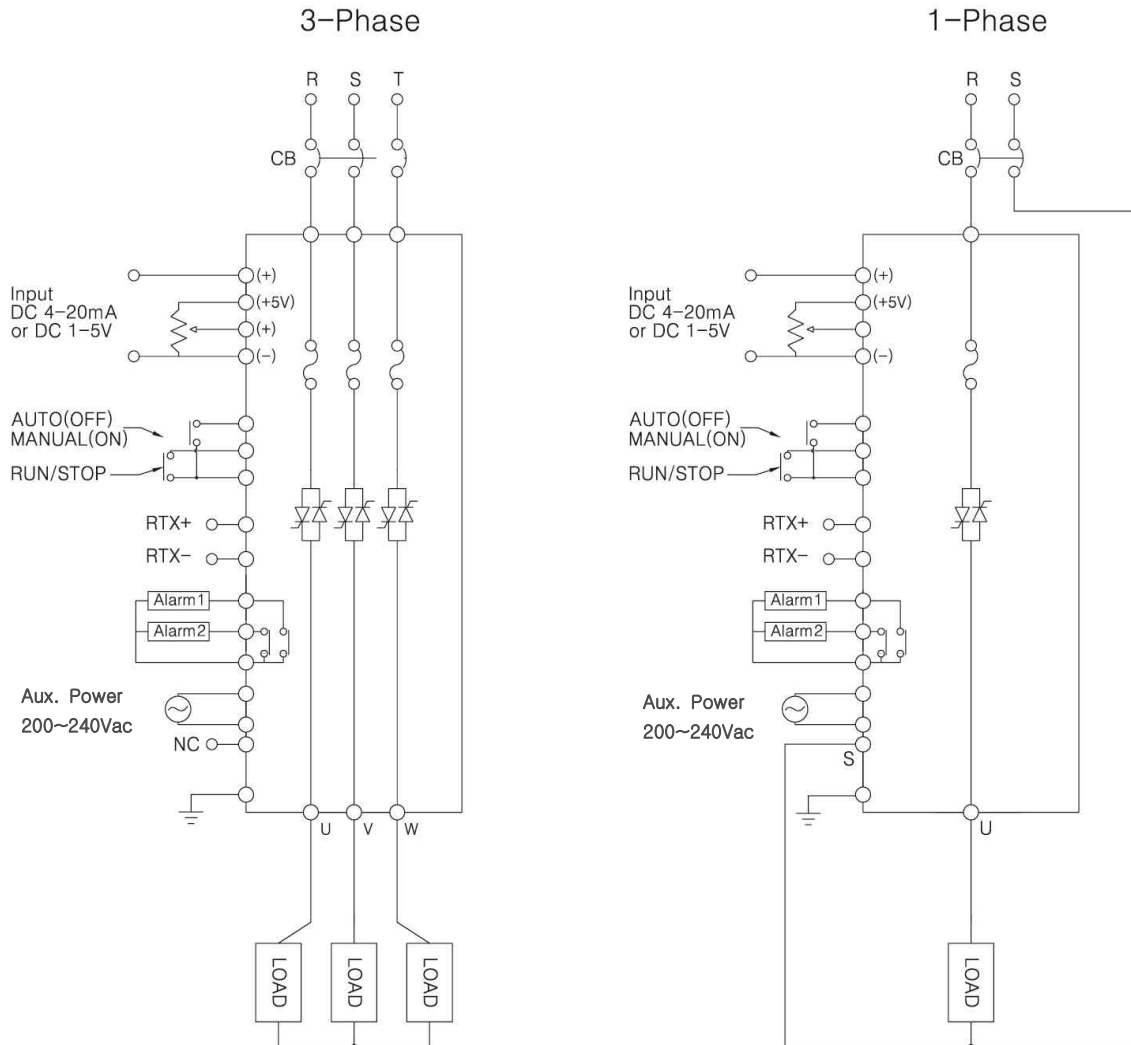 3-Phase
R S T
CB
(+)
Input
DC 4-20mA
or DC 1-5V
(+5V)
(+)
(-)
AUTO(OFF)
MANUAL(ON)
RUN/STOP
RTX+
RTX-
Alarm1
Alarm2
Aux. Power
200~240Vac
NC
U V W
LOAD LOAD LOAD
1-Phase
R S
CB
(+)
Input
DC 4-20mA
or DC 1-5V
(+5V)
(-)
AUTO(OFF)
MANUAL(ON)
RUN/STOP
RTX+
RTX-
Alarm1
Alarm2
Aux. Power
200~240Vac
S
U
LOAD